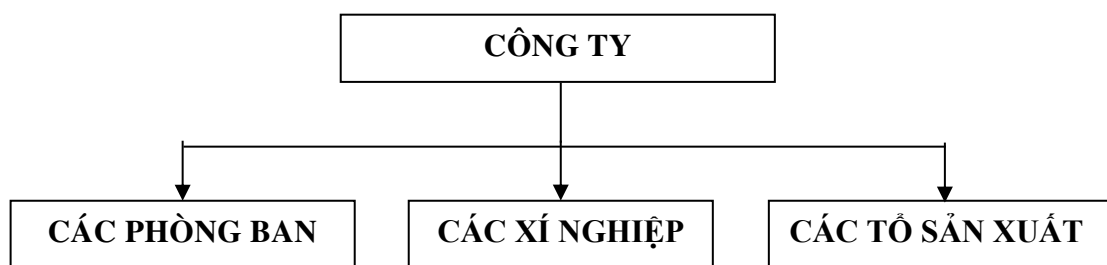 CÔNG TY
CÁC PHÒNG BAN
CÁC XÍ NGHIỆP
CÁC TỔ SẢN XUẤT